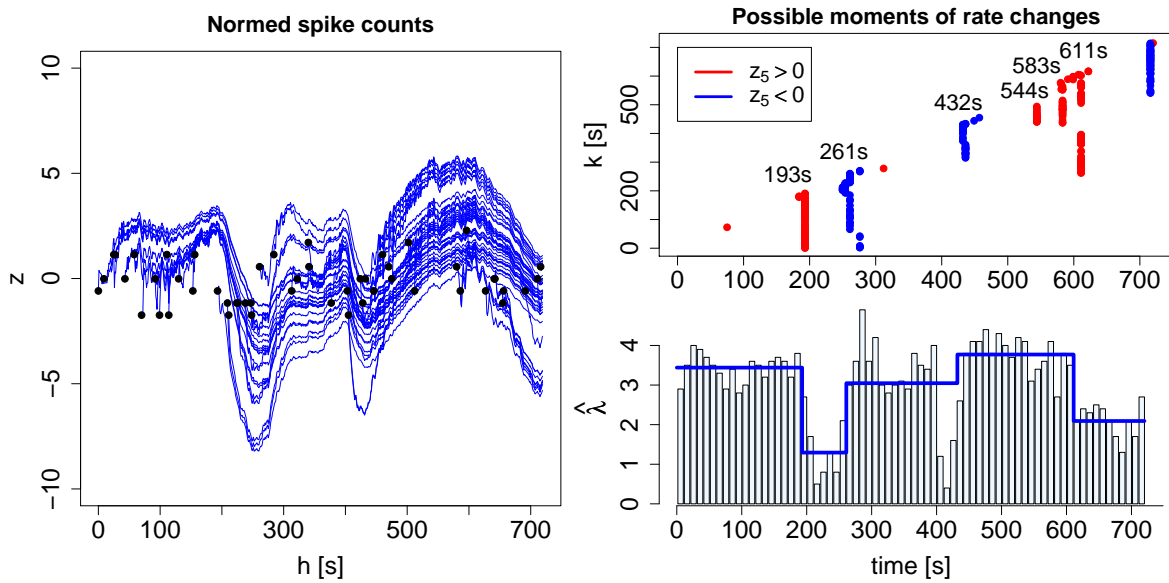 Normed spike counts
z
10
5
0
−5
−10
0 100 300 500 700
h [s]
Possible moments of rate changes
z5 > 0
z5 < 0
193s
261s
432s
544s
583s
611s
k [s]
0 200 500
0 100 200 300 400 500 600 700
λ̂
0 1 2 3 4
0 100 200 300 400 500 600 700
time [s]